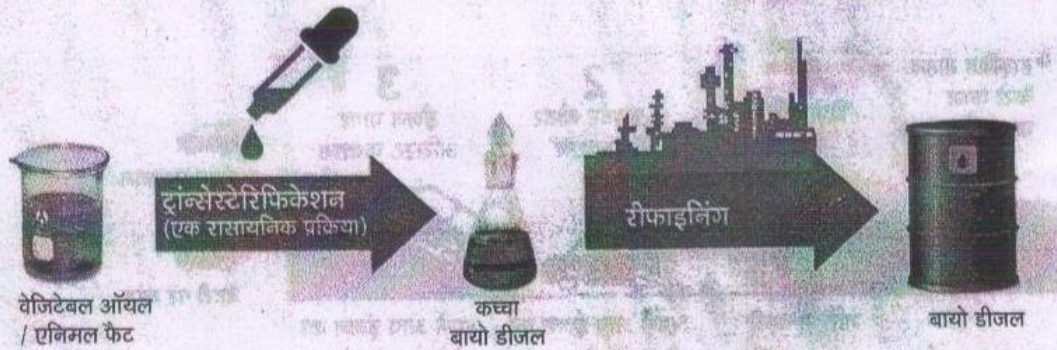 ट्रांसेस्टेरिफिकेशन
(एक रासायनिक प्रक्रिया)
रीफाइनिंग
वेजिटेबल ऑयल
/ एनिमल फैट
कच्चा
बायो डीजल
बायो डीजल